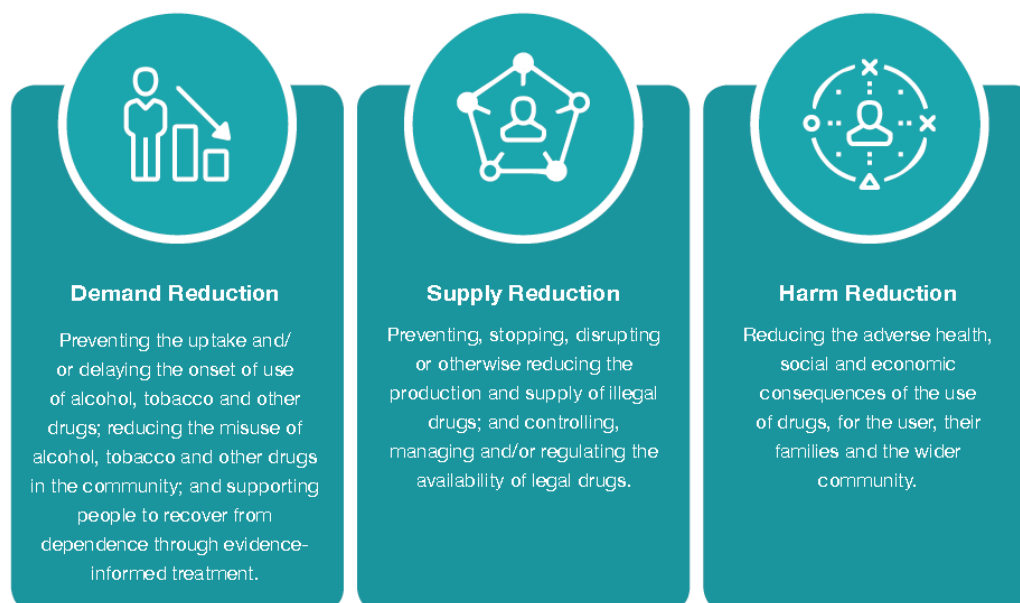 Demand Reduction
Preventing the uptake and/
or delaying the onset of use
of alcohol, tobacco and other
drugs; reducing the misuse of
alcohol, tobacco and other drugs
in the community; and supporting
people to recover from
dependence through evidence-
informed treatment.
Supply Reduction
Preventing, stopping, disrupting
or otherwise reducing the
production and supply of illegal
drugs; and controlling,
managing and/or regulating the
availability of legal drugs.
Harm Reduction
Reducing the adverse health,
social and economic
consequences of the use
of drugs, for the user, their
families and the wider
community.